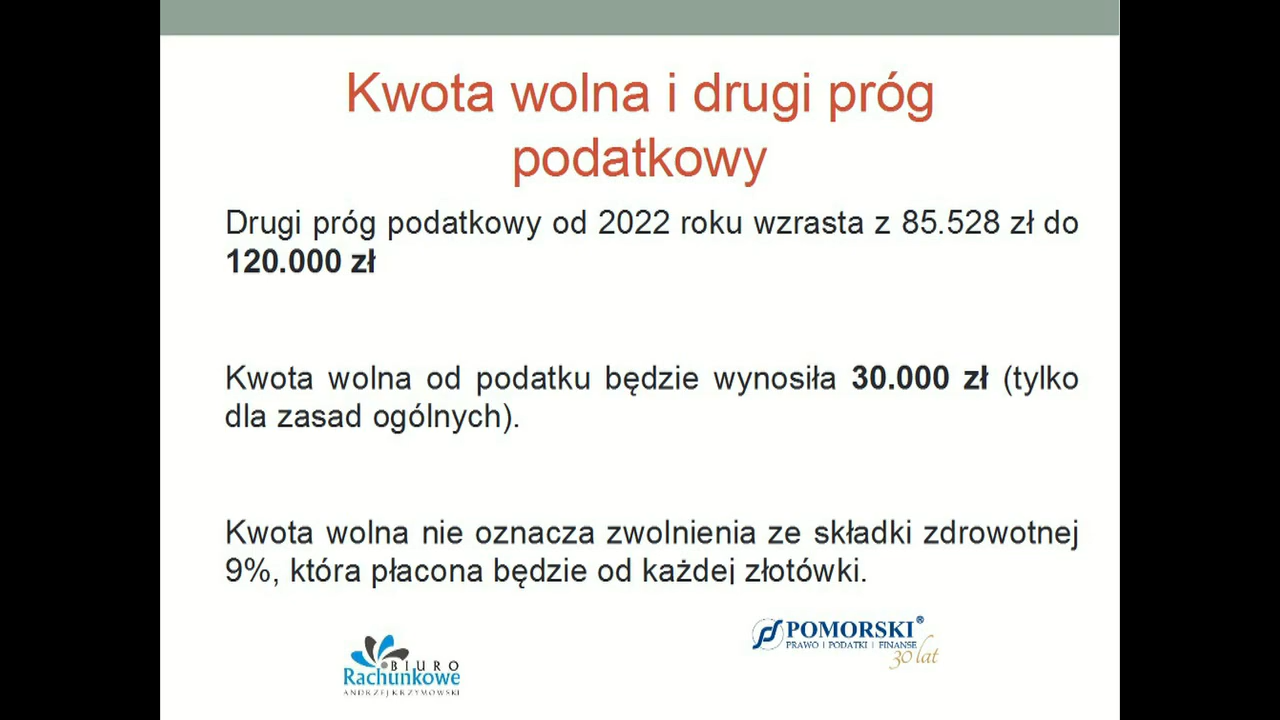 Kwota wolna i drugi próg
podatkowy
Drugi próg podatkowy od 2022 roku wzrasta z 85.528 zł do
120.000 zł
Kwota wolna od podatku będzie wynosiła 30.000 zł (tylko
dla zasad ogólnych).
Kwota wolna nie oznacza zwolnienia ze składki zdrowotnej
9%, która płacona będzie od każdej złotówki.
BIURO
Rachunkowe
ANDRZEJ KRZYMOWSKI
POMORSKI®
PRAWO | PODATKI | FINANSE
30 lat